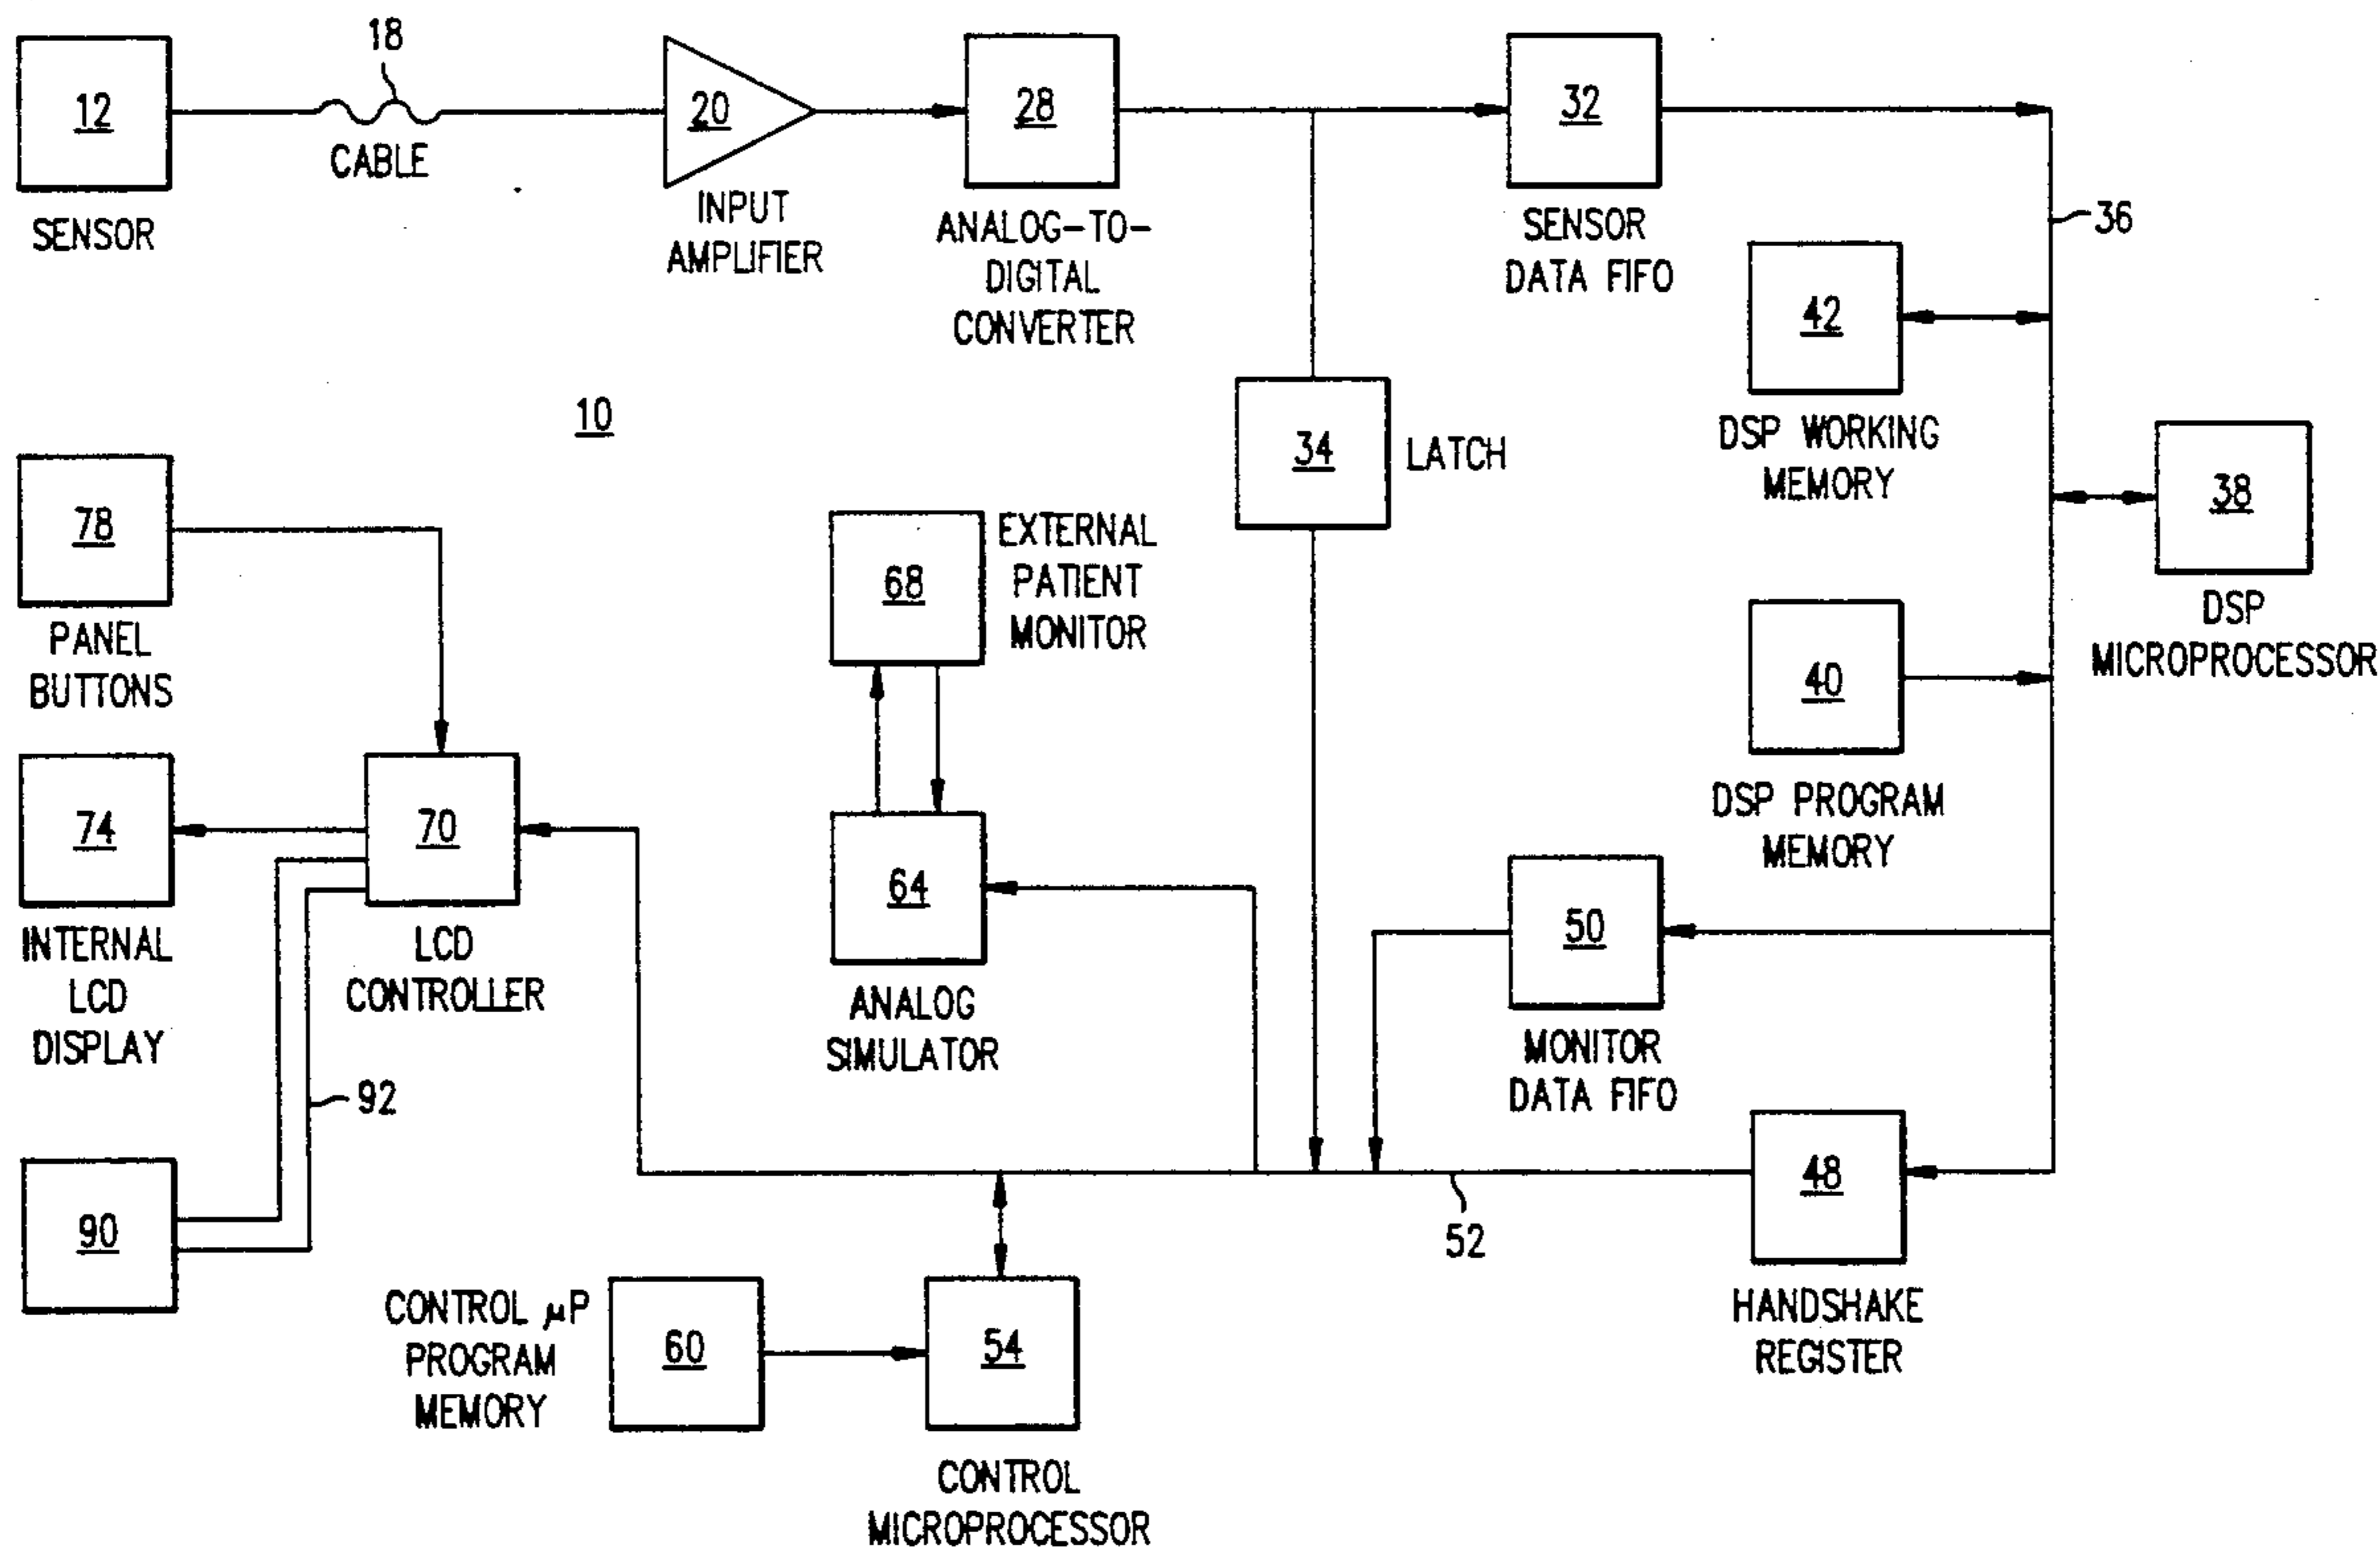 18
12
20
28
32
CABLE
SENSOR
INPUT
AMPLIFIER
ANALOG-TO-
DIGITAL
CONVERTER
SENSOR
DATA FIFO
36
42
DSP WORKING
MEMORY
10
34
LATCH
38
DSP
MICROPROCESSOR
78
PANEL
BUTTONS
68
EXTERNAL
PATIENT
MONITOR
40
DSP PROGRAM
MEMORY
74
INTERNAL
LCD
DISPLAY
70
LCD
CONTROLLER
64
ANALOG
SIMULATOR
50
MONITOR
DATA FIFO
92
90
52
48
HANDSHAKE
REGISTER
CONTROL μP
PROGRAM
MEMORY
60
54
CONTROL
MICROPROCESSOR